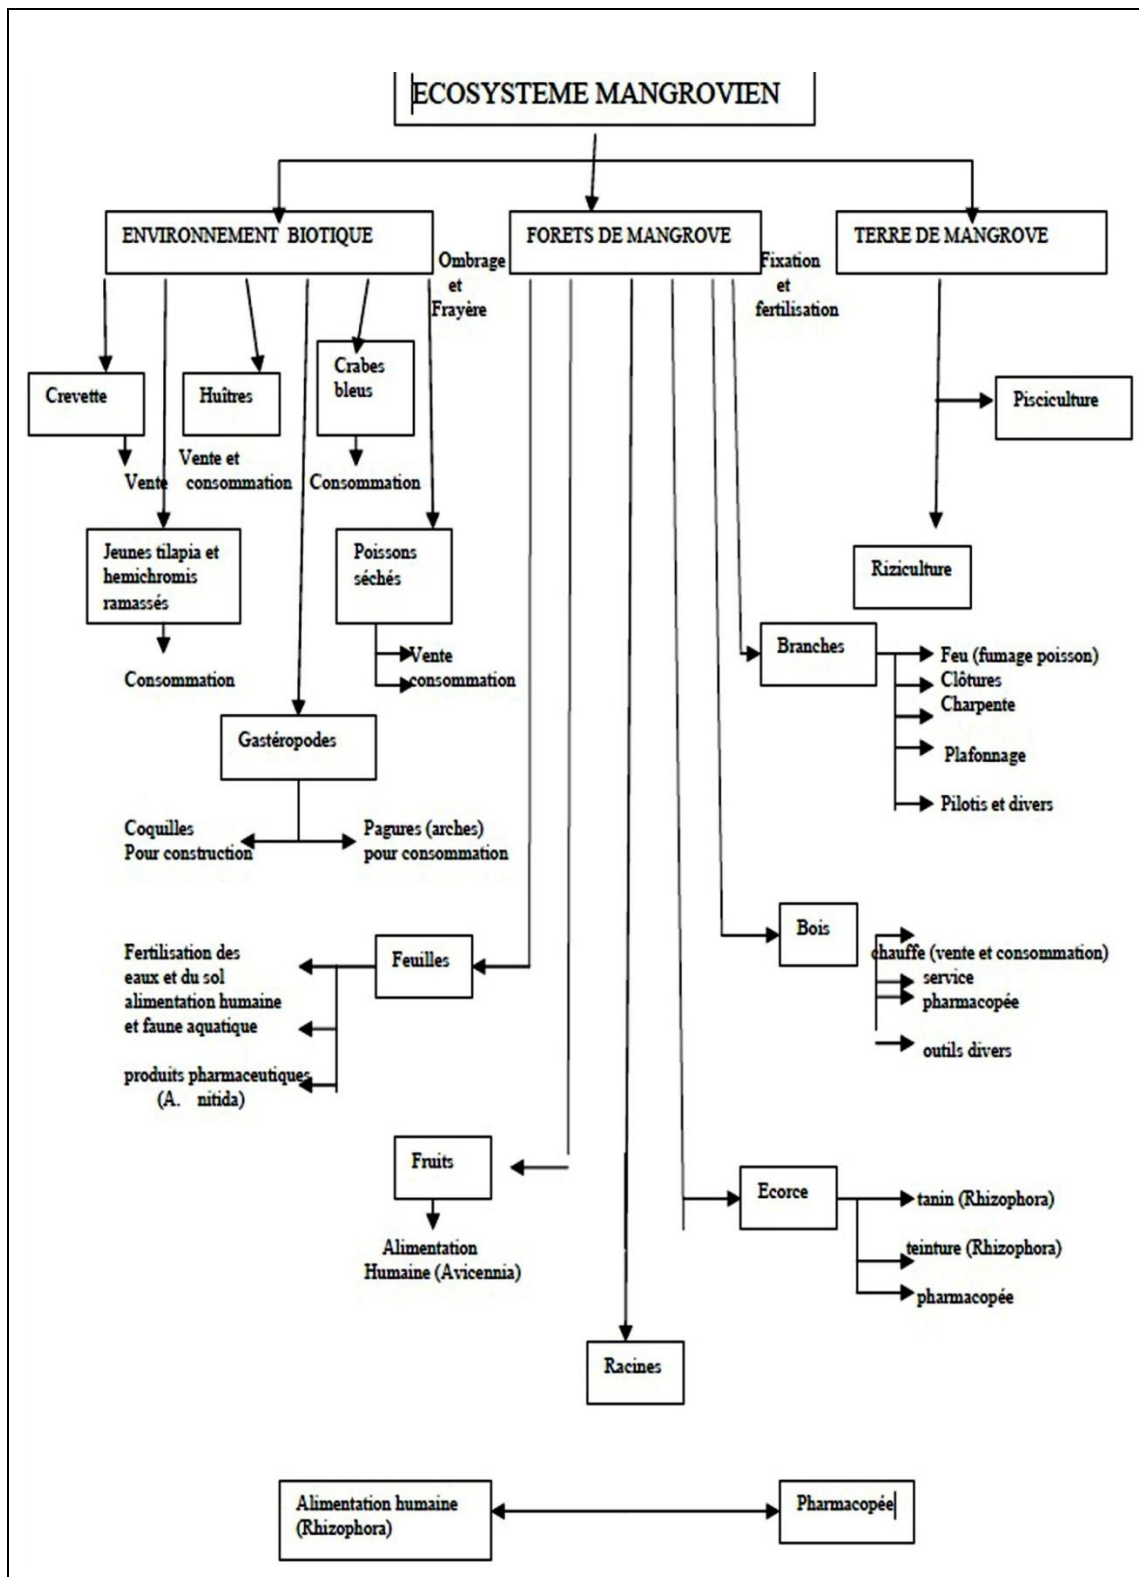 ECOSYSTEME MANGROVIEN
ENVIRONNEMENT BIOTIQUE
Ombrage
et
Frayère
FORETS DE MANGROVE
Fixation
et
fertilisation
TERRE DE MANGROVE
Crevette
Vente
Huîtres
Vente et
consommation
Crabes
bleus
Consommation
Pisciculture
Jeunes tilapia et
hemichromis
ramassés
Consommation
Poissons
séchés
Vente
consommation
Riziculture
Branches
Feu (fumage poisson)
Clôtures
Charpente
Plafonnage
Pilotis et divers
Gastéropodes
Coquilles
Pour construction
Pagures (arches)
pour consommation
Bois
chauffe (vente et consommation)
service
pharmacopée
outils divers
Feuilles
Fertilisation des
eaux et du sol
alimentation humaine
et faune aquatique
produits pharmaceutiques
(A. nitida)
Fruits
Alimentation
Humaine (Avicennia)
Ecorce
tanin (Rhizophora)
teinture (Rhizophora)
pharmacopée
Racines
Alimentation humaine
(Rhizophora)
Pharmacopée